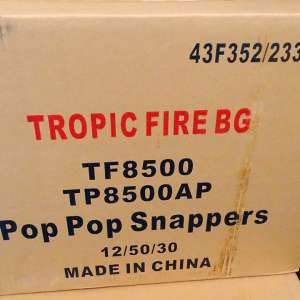 43F352/233
TROPIC FIRE BG
TF8500
TP8500AP
Pop Pop Snappers
12/50/30
MADE IN CHINA